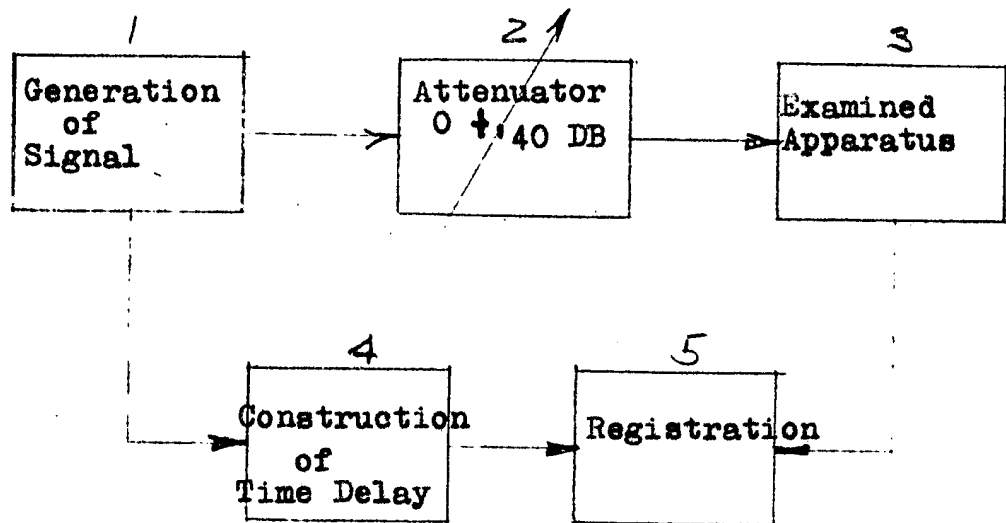 1
Generation
of
Signal
2
Attenuator
0 +, 40 DB
3
Examined
Apparatus
4
Construction
of
Time Delay
5
Registration